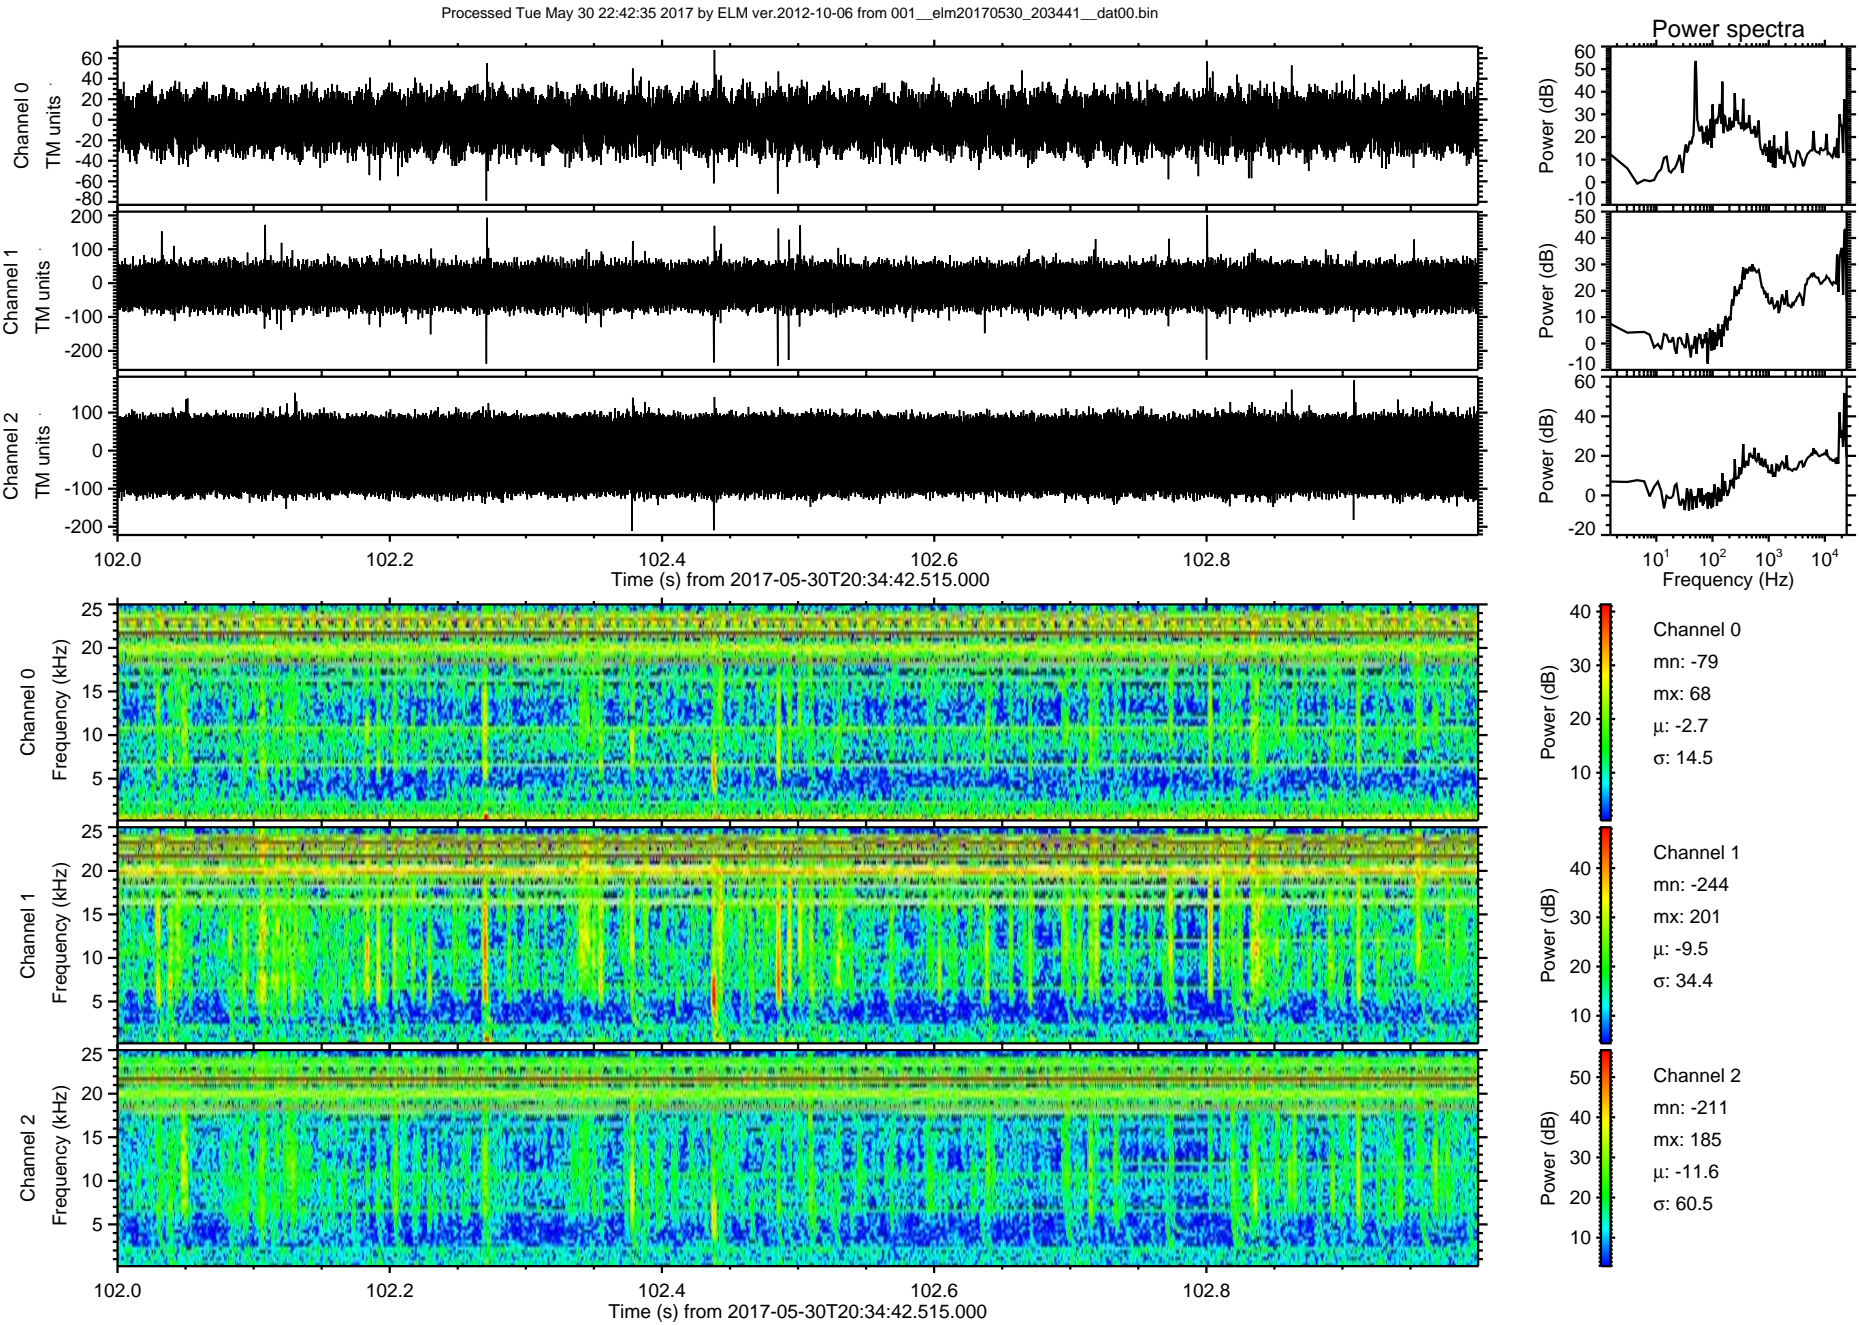 Processed Tue May 30 22:42:35 2017 by ELM ver.2012-10-06 from 001__elm20170530_203441__dat00.bin
Power spectra
Channel 0
TM units
60
40
20
0
-20
-40
-60
-80
Power (dB)
60
50
40
30
20
10
0
-10
Channel 1
TM units
200
100
0
-100
-200
Power (dB)
50
40
30
20
10
0
-10
Channel 2
TM units
100
0
-100
-200
Power (dB)
60
40
20
0
-20
102.0 102.2 102.4 102.6 102.8
Time (s) from 2017-05-30T20:34:42.515.000
10^1 10^2 10^3 10^4
Frequency (Hz)
Channel 0
Frequency (kHz)
25
20
15
10
5
Power (dB)
40
30
20
10
Channel 0
mn: -79
mx: 68
μ: -2.7
σ: 14.5
Channel 1
Frequency (kHz)
25
20
15
10
5
Power (dB)
40
30
20
10
Channel 1
mn: -244
mx: 201
μ: -9.5
σ: 34.4
Channel 2
Frequency (kHz)
25
20
15
10
5
Power (dB)
50
40
30
20
10
Channel 2
mn: -211
mx: 185
μ: -11.6
σ: 60.5
102.0 102.2 102.4 102.6 102.8
Time (s) from 2017-05-30T20:34:42.515.000